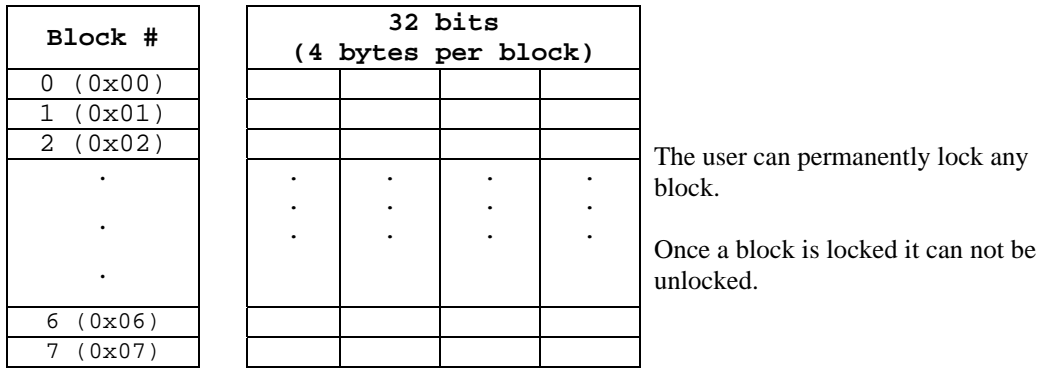 Block #
32 bits
(4 bytes per block)
0 (0x00)
1 (0x01)
2 (0x02)
. . . . .
. . . . .
. . . . .
6 (0x06)
7 (0x07)
The user can permanently lock any
block.
Once a block is locked it can not be
unlocked.